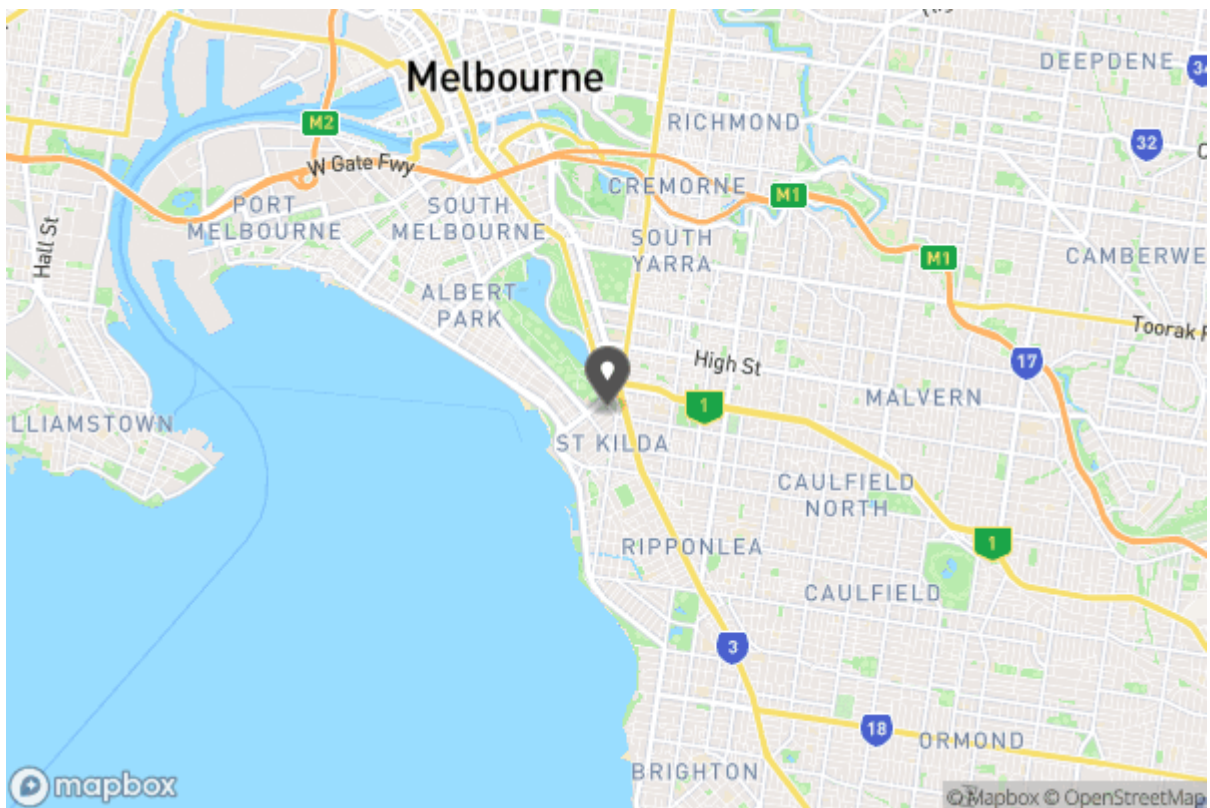 Melbourne
DEEPDENE
34
M2
RICHMOND
32
W Gate Fwy
CREMORNE
M1
PORT
MELBOURNE
SOUTH
MELBOURNE
SOUTH
YARRA
Hall St
M1
CAMBERWE
ALBERT
PARK
Toorak R
High St
17
1
MALVERN
LLIAMSTOWN
ST KILDA
CAULFIELD
NORTH
RIPPONLEA
1
CAULFIELD
3
18
ORMOND
BRIGHTON
mapbox
© Mapbox © OpenStreetMap